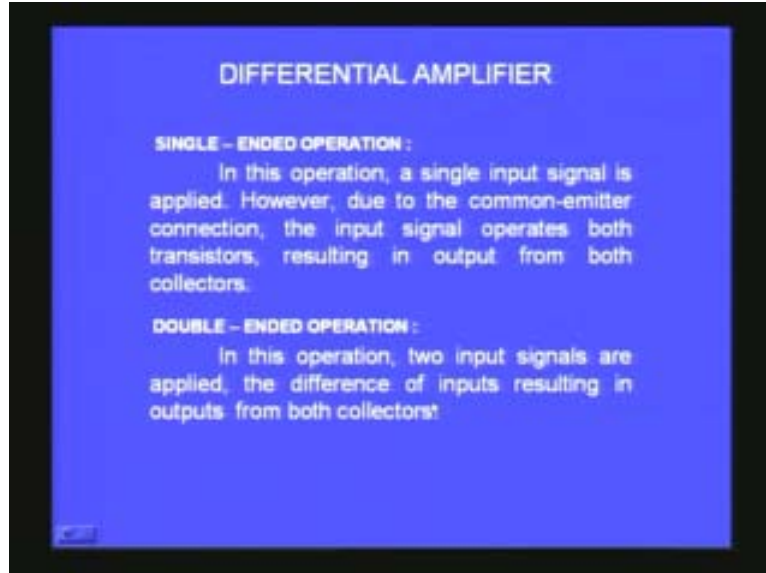 DIFFERENTIAL AMPLIFIER
SINGLE – ENDED OPERATION :
In this operation, a single input signal is
applied. However, due to the common-emitter
connection, the input signal operates both
transistors, resulting in output from both
collectors.
DOUBLE – ENDED OPERATION :
In this operation, two input signals are
applied, the difference of inputs resulting in
outputs from both collectors